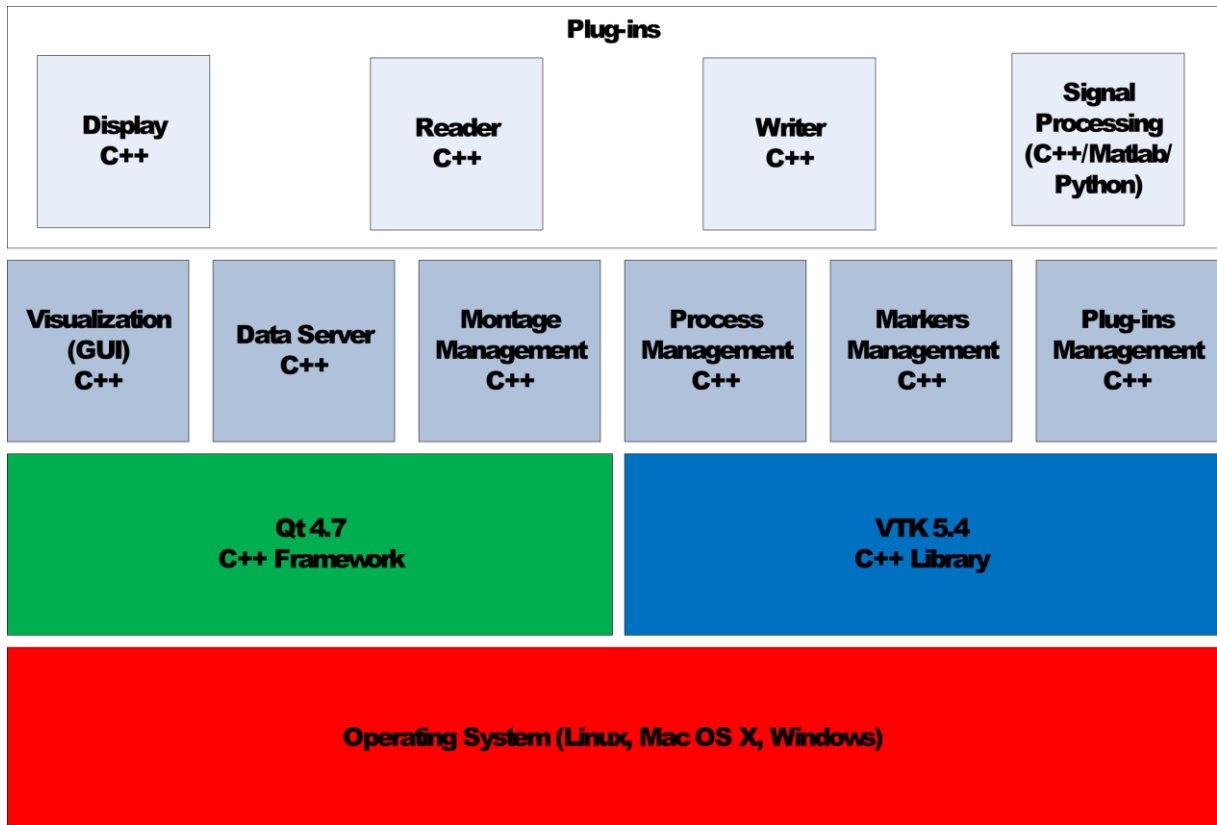 Plug-ins
Display
C++
Reader
C++
Writer
C++
Signal
Processing
(C++/Matlab/
Python)
Visualization
(GUI)
C++
Data Server
C++
Montage
Management
C++
Process
Management
C++
Markers
Management
C++
Plug-ins
Management
C++
Qt 4.7
C++ Framework
VTK 5.4
C++ Library
Operating System (Linux, Mac OS X, Windows)